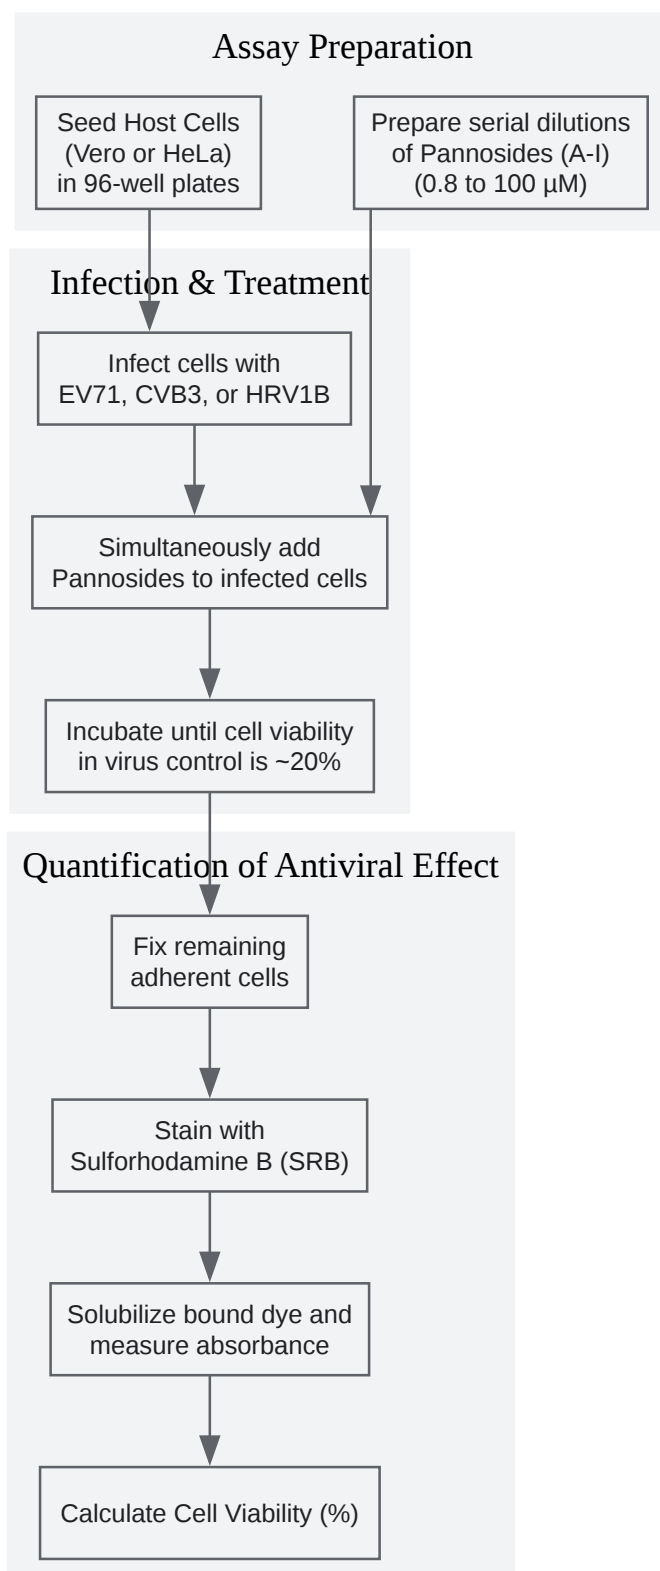 Assay Preparation
Seed Host Cells
(Vero or HeLa)
in 96-well plates
Prepare serial dilutions
of Pannosides (A-I)
(0.8 to 100 µM)
Infection & Treatment
Infect cells with
EV71, CVB3, or HRV1B
Simultaneously add
Pannosides to infected cells
Incubate until cell viability
in virus control is ~20%
Quantification of Antiviral Effect
Fix remaining
adherent cells
Stain with
Sulforhodamine B (SRB)
Solubilize bound dye and
measure absorbance
Calculate Cell Viability (%)